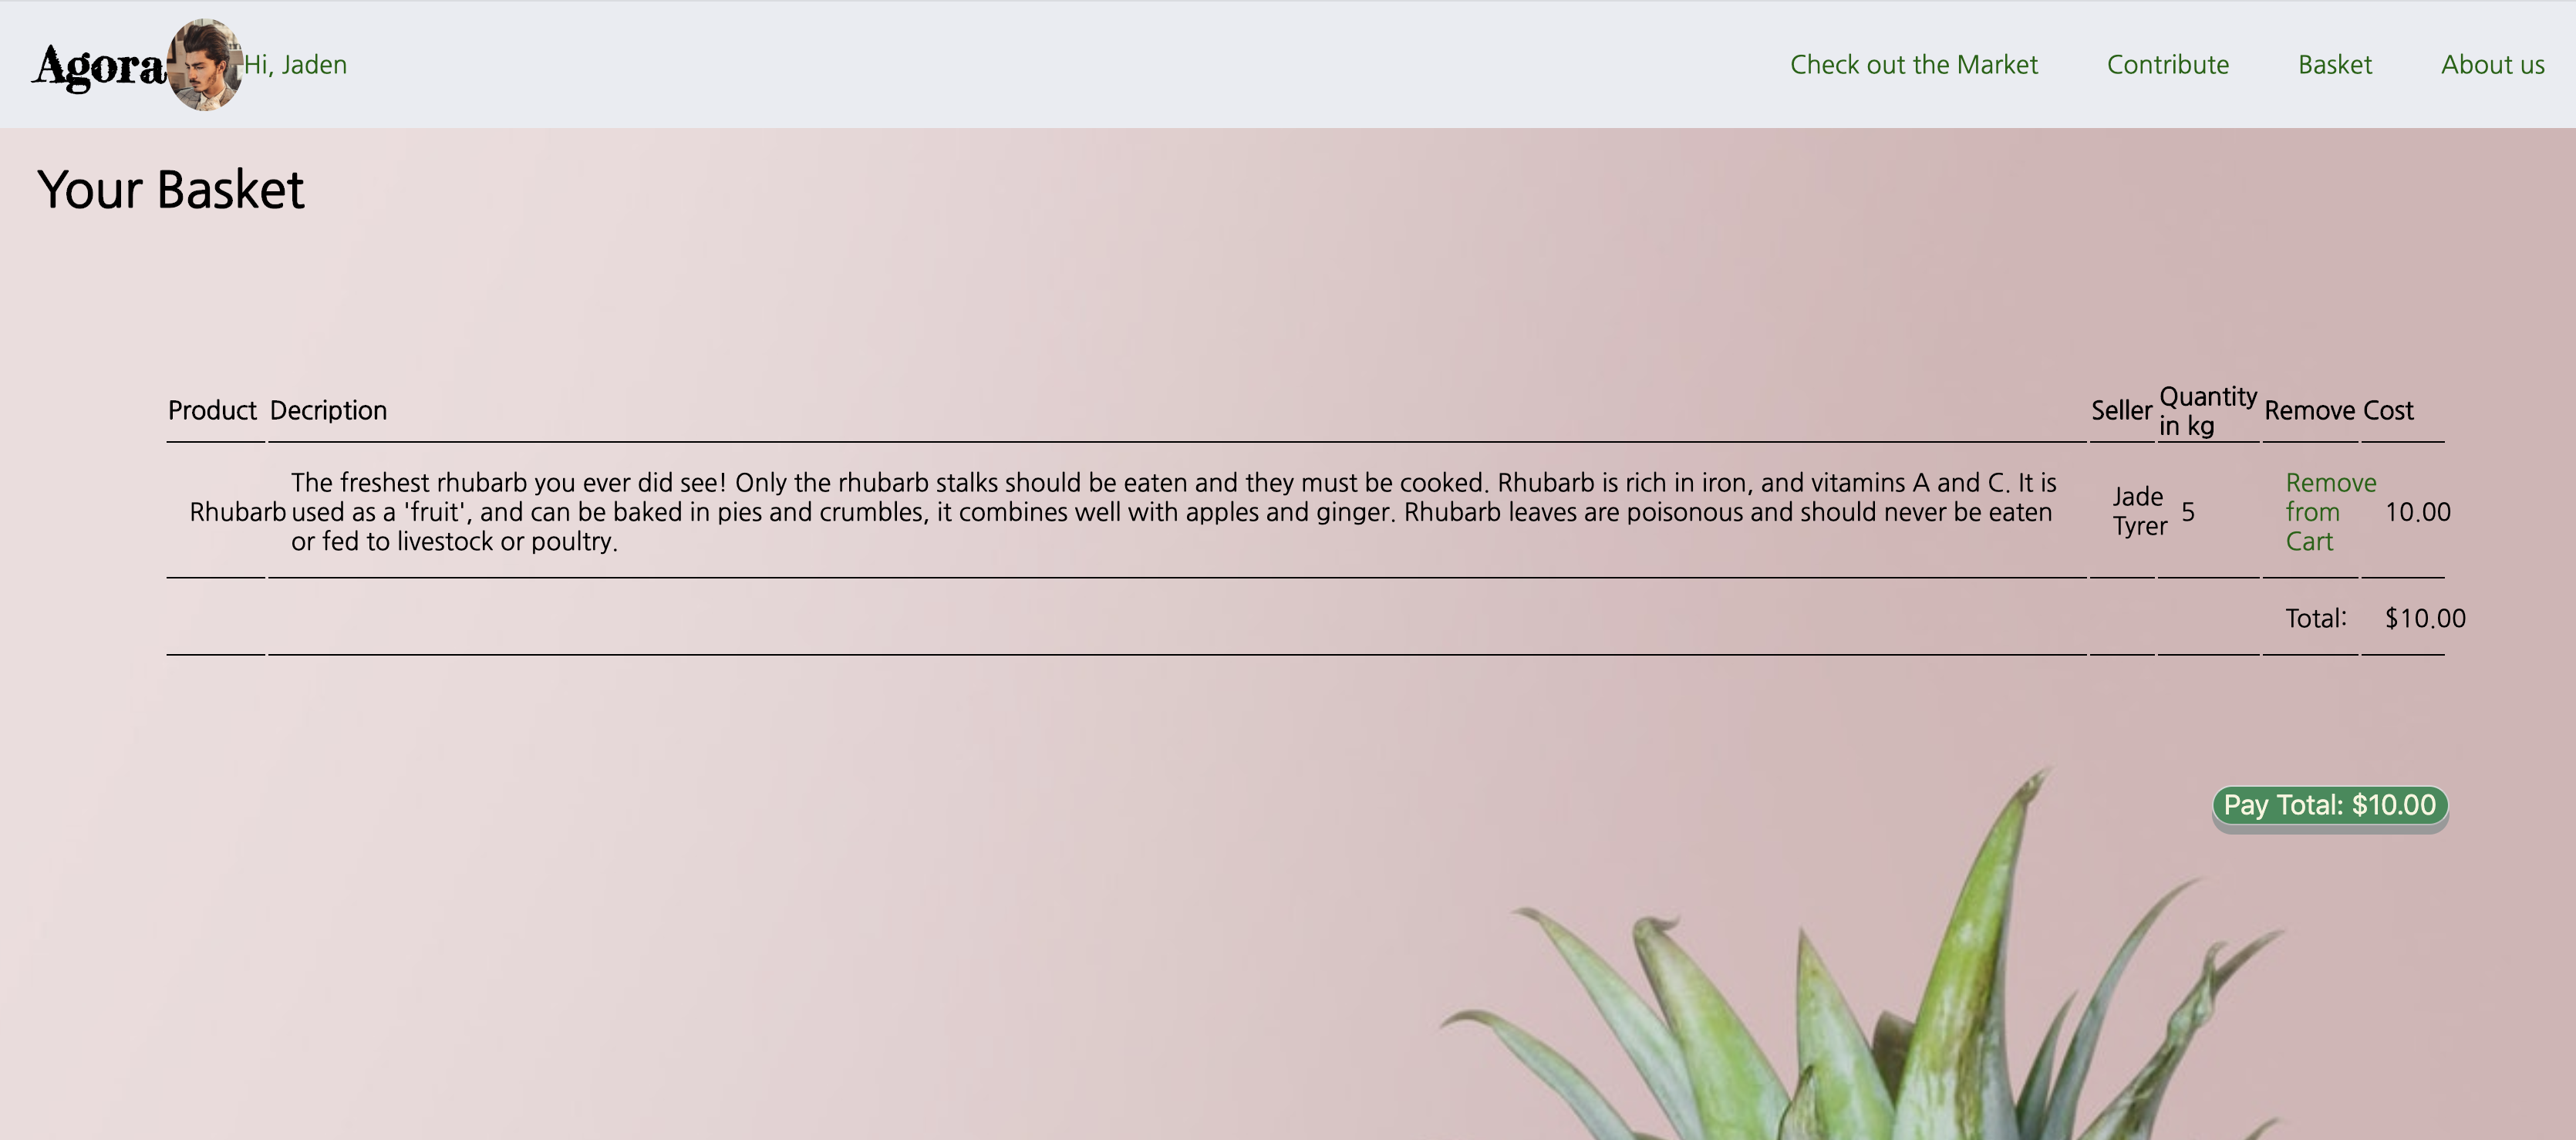 Agora
Hi, Jaden
Check out the Market
Contribute
Basket
About us
Your Basket
Product
Decription
Seller
Quantity
in kg
Remove
Cost
Rhubarb
The freshest rhubarb you ever did see! Only the rhubarb stalks should be eaten and they must be cooked. Rhubarb is rich in iron, and vitamins A and C. It is
used as a 'fruit', and can be baked in pies and crumbles, it combines well with apples and ginger. Rhubarb leaves are poisonous and should never be eaten
or fed to livestock or poultry.
Jade
Tyrer
5
Remove
from
Cart
10.00
Total:
$10.00
Pay Total: $10.00